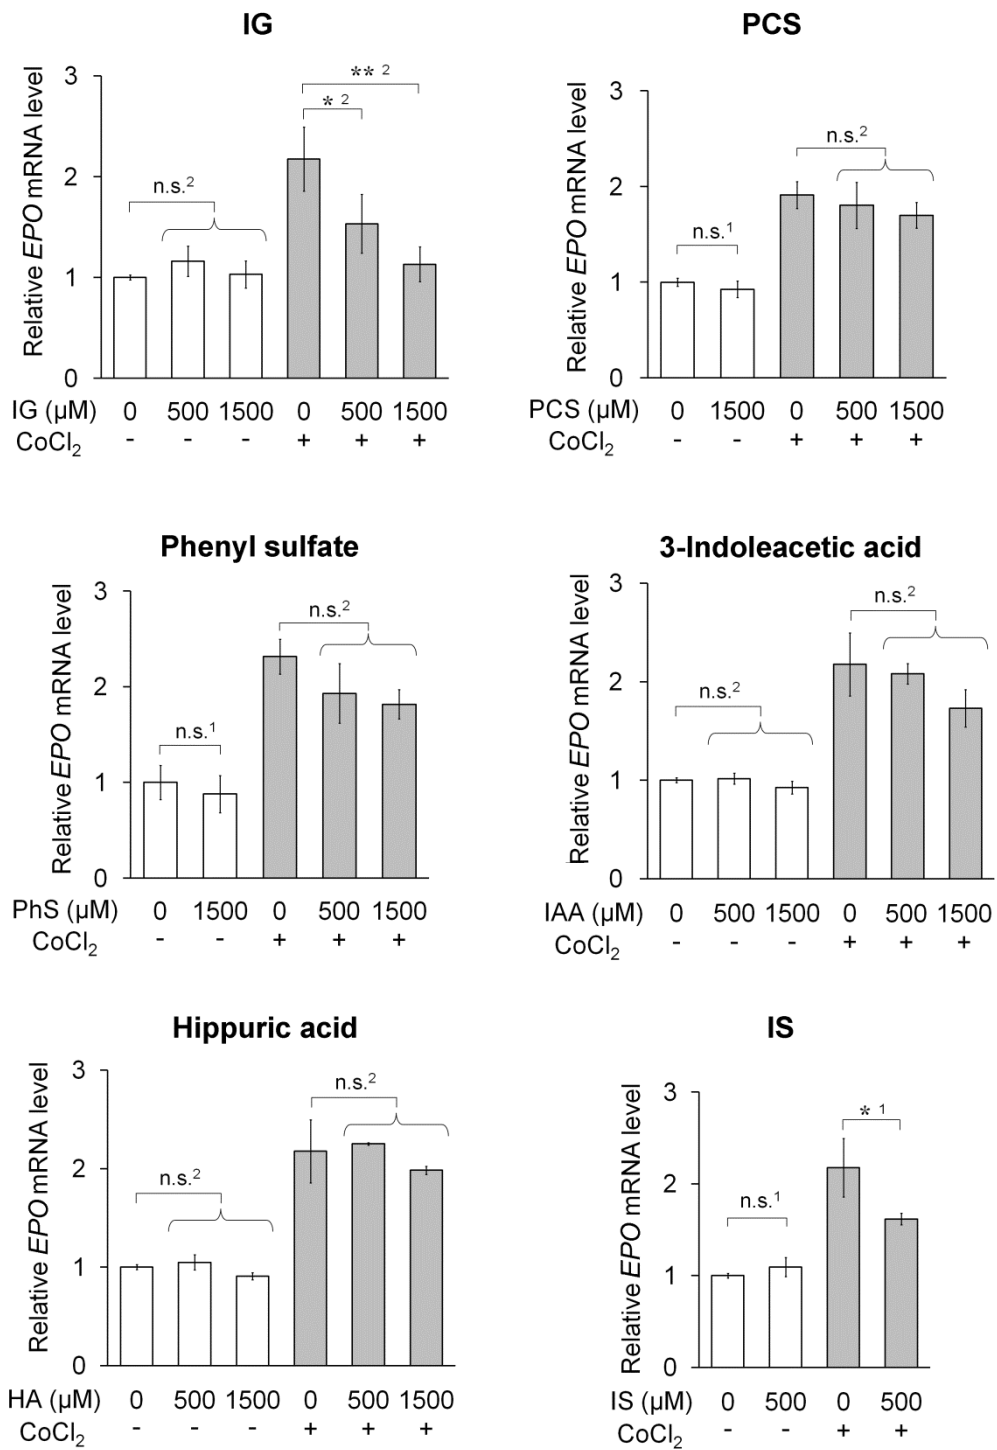 IG
Relative EPO mRNA level
3
2
1
0
** 2
* 2
n.s.2
IG (μM) 0 500 1500 0 500 1500
CoCl2 - - - + + +
PCS
Relative EPO mRNA level
3
2
1
0
n.s.2
n.s.1
PCS (μM) 0 1500 0 500 1500
CoCl2 - - + + +
Phenyl sulfate
Relative EPO mRNA level
3
2
1
0
n.s.2
n.s.1
PhS (μM) 0 1500 0 500 1500
CoCl2 - - + + +
3-Indoleacetic acid
Relative EPO mRNA level
3
2
1
0
n.s.2
n.s.2
IAA (μM) 0 500 1500 0 500 1500
CoCl2 - - - + + +
Hippuric acid
Relative EPO mRNA level
3
2
1
0
n.s.2
n.s.2
HA (μM) 0 500 1500 0 500 1500
CoCl2 - - - + + +
IS
Relative EPO mRNA level
3
2
1
0
* 1
n.s.1
IS (μM) 0 500 0 500
CoCl2 - - + +